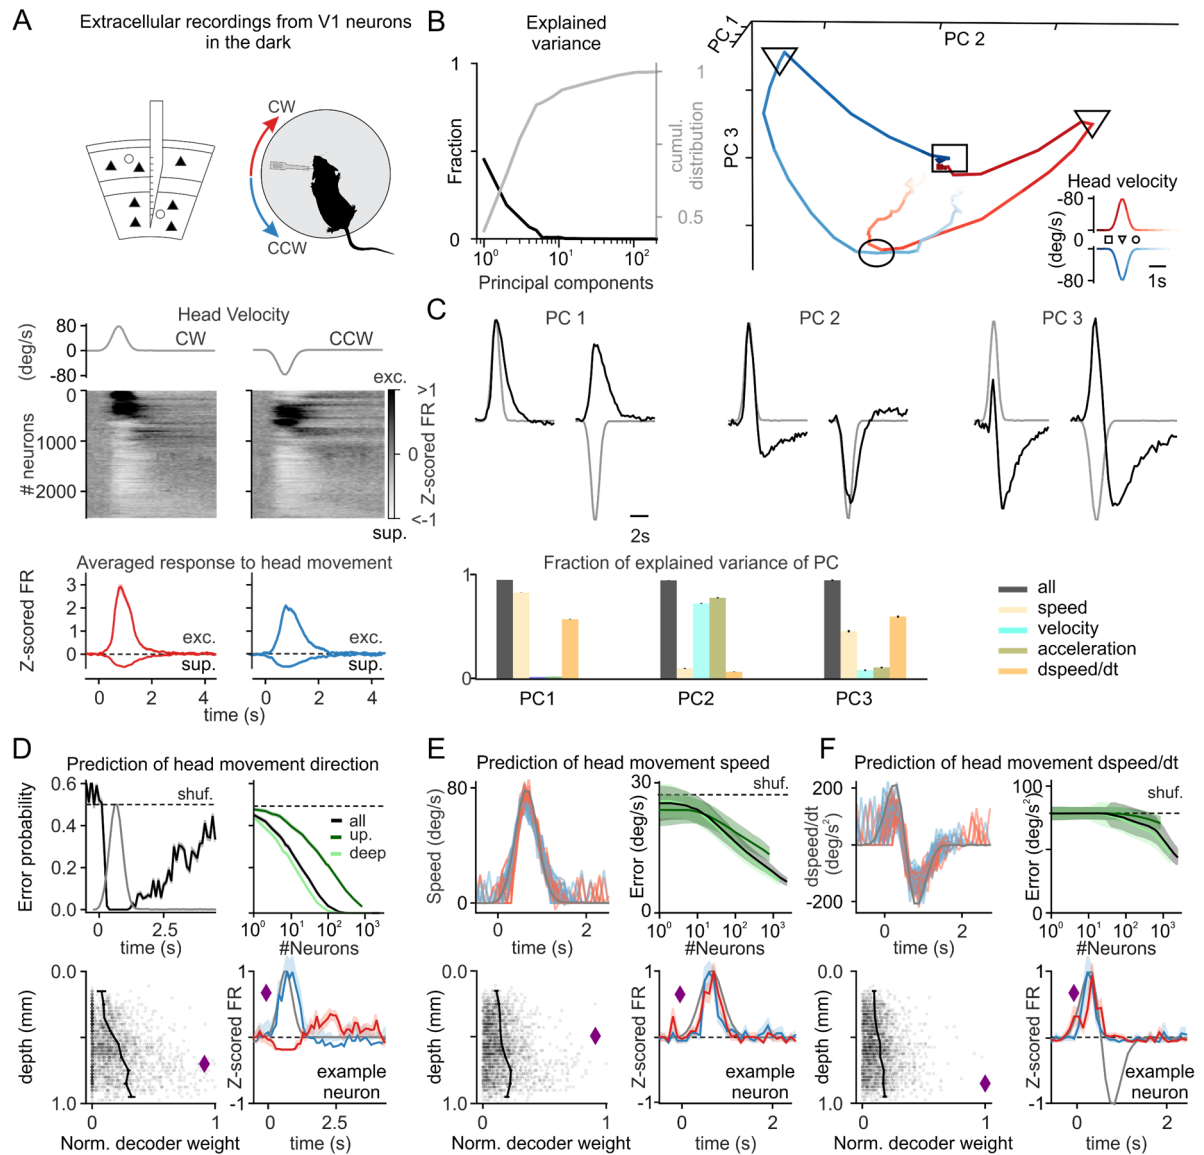 A
Extracellular recordings from V1 neurons
in the dark
CW
CCW
Head Velocity
(deg/s)
80
0
-80
CW
CCW
exc.
# neurons
0
1000
2000
>1
0
<-1
Z-scored FR
sup.
Averaged response to head movement
Z-scored FR
3
2
1
0
exc.
sup.
exc.
sup.
0
2
4
0
2
4
time (s)
B
Explained
variance
Fraction
1
0
1
0.5
cumul.
distribution
10⁰
10¹
10²
Principal components
PC 1
PC 2
PC 3
Head velocity
(deg/s)
-80
0
-80
1s
C
PC 1
PC 2
PC 3
2s
Fraction of explained variance of PC
1
0
PC1
PC2
PC3
all
speed
velocity
acceleration
dspeed/dt
D
Prediction of head movement direction
Error probability
0.6
0.4
0.2
0.0
shuf.
0
2.5
time (s)
all
up.
deep
10⁰
10¹
10²
10³
#Neurons
depth (mm)
0.0
1.0
0
1
Norm. decoder weight
Z-scored FR
1
-1
example
neuron
0
2.5
time (s)
E
Prediction of head movement speed
Speed (deg/s)
80
0
0
2
time (s)
Error (deg/s)
30
0
shuf.
10⁰
10¹
10²
10³
#Neurons
depth (mm)
0.0
1.0
0
1
Norm. decoder weight
Z-scored FR
1
-1
example
neuron
0
2
time (s)
F
Prediction of head movement dspeed/dt
dspeed/dt
(deg/s²)
200
0
-200
0
2
time (s)
Error (deg/s²)
100
50
0
shuf.
10⁰
10¹
10²
10³
#Neurons
depth (mm)
0.0
1.0
0
1
Norm. decoder weight
Z-scored FR
1
-1
example
neuron
0
2
time (s)